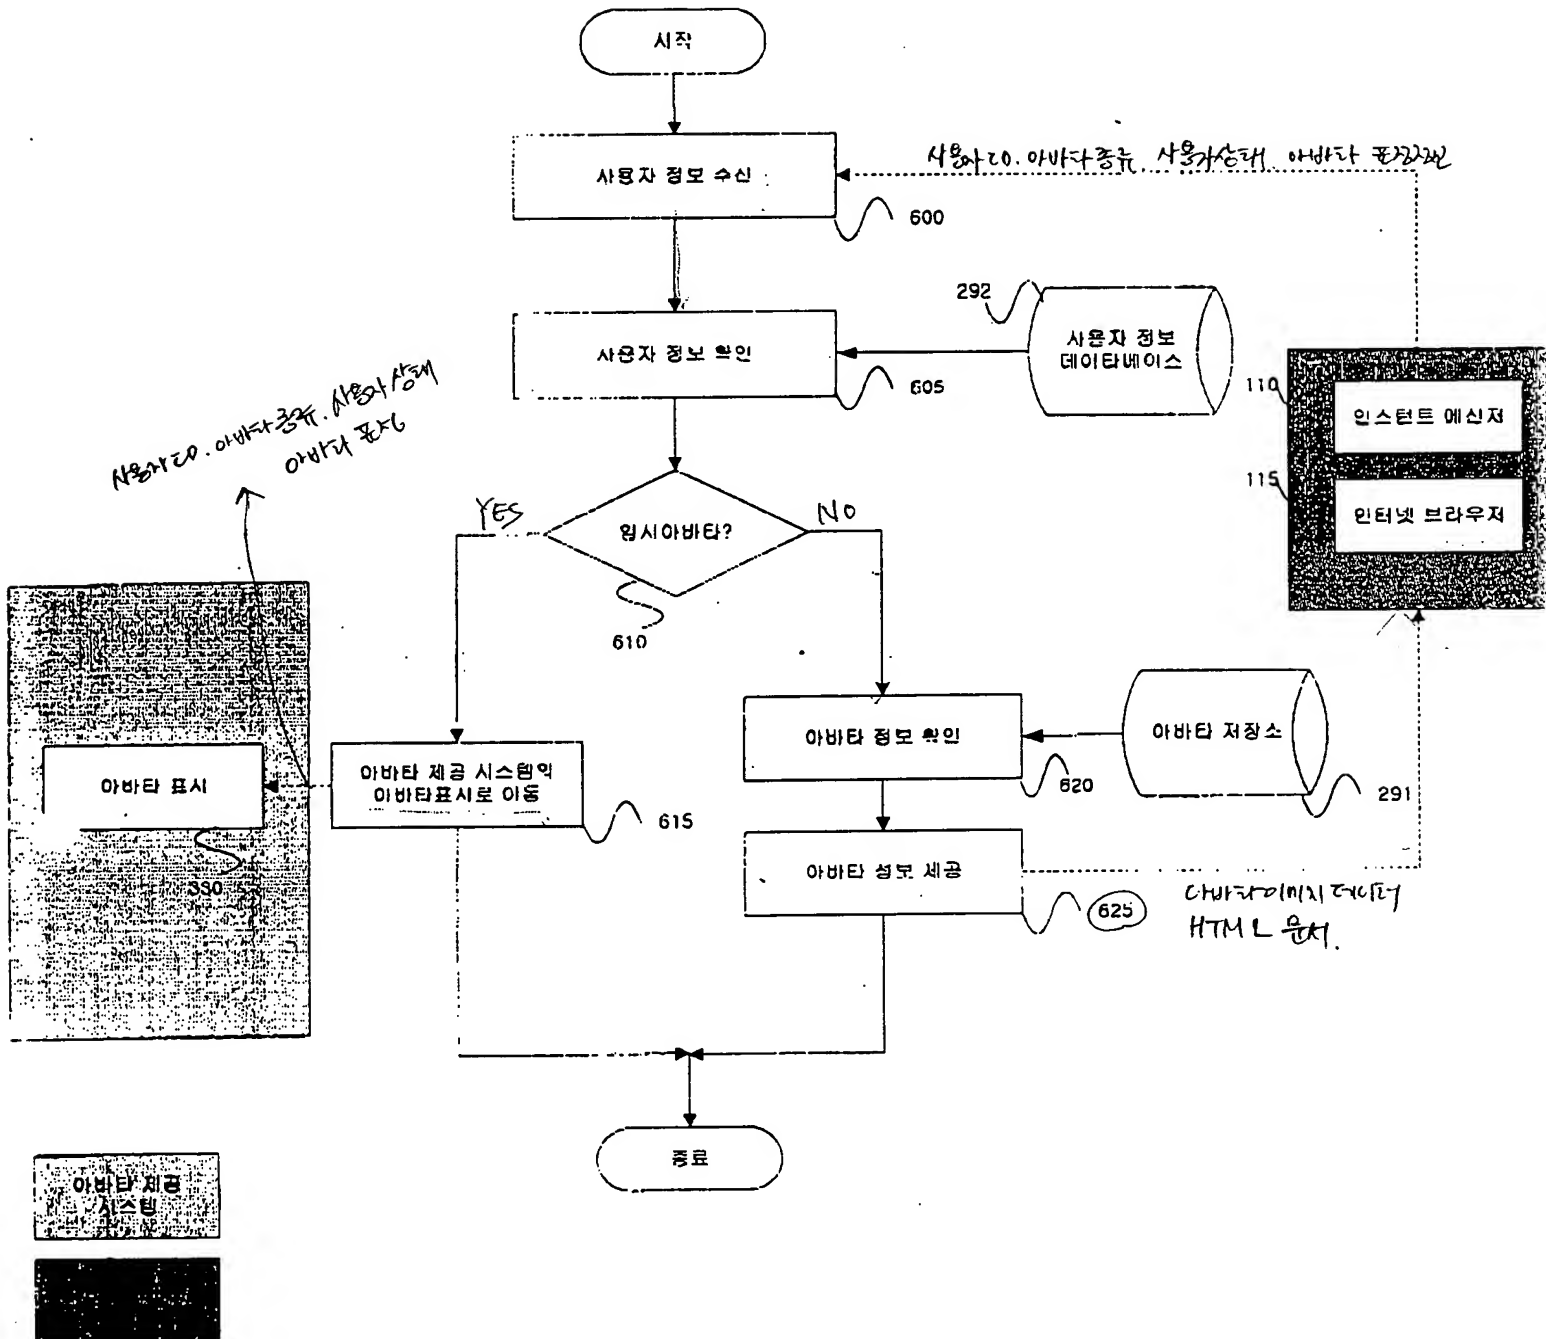 시작
사용자 정보 수신
사용자ID. 아바타종류. 사용자상태. 아바타
600
사용자 정보 확인
605
292
사용자 정보
데이타베이스
110
인스턴트 메신저
115
인터넷 브라우저
사용자ID. 아바타종류. 사용자상태
아바타 표정
YES
임시아바타?
NO
610
아바타 표시
330
아바타 제공 시스템의
아바타표시로 이동
615
아바타 정보 확인
620
아바타 저장소
291
아바타 정보 제공
625
아바타이미지 데이터
HTML 문서.
종료
아바타 제공
시스템